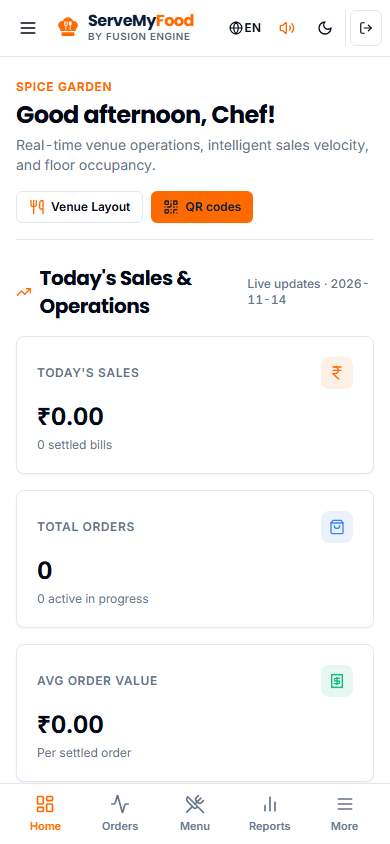 ServeMyFood
BY FUSION ENGINE
EN
SPICE GARDEN
Good afternoon, Chef!
Real-time venue operations, intelligent sales velocity,
and floor occupancy.
Venue Layout
QR codes
Today's Sales &
Operations
Live updates · 2026-
11-14
TODAY'S SALES
₹
₹0.00
0 settled bills
TOTAL ORDERS
0
0 active in progress
AVG ORDER VALUE
$
₹0.00
Per settled order
Home
Orders
Menu
Reports
More